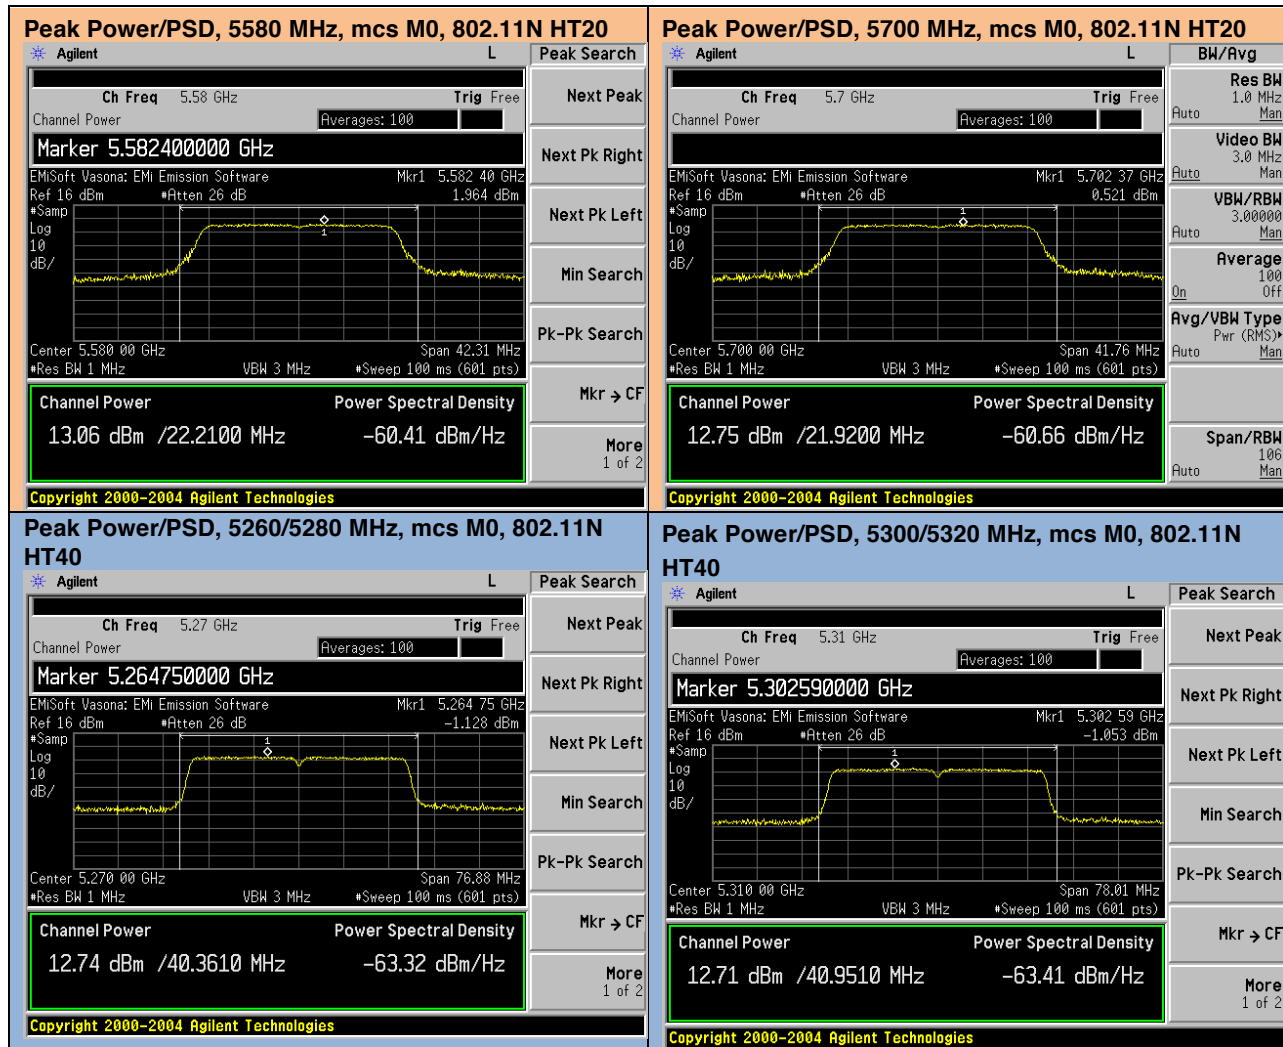 Peak Power/PSD, 5580 MHz, mcs M0, 802.11N HT20
Agilent L Peak Search
Ch Freq 5.58 GHz Trig Free
Channel Power Averages: 100
Marker 5.582400000 GHz
EMiSoft Vasona: EMi Emission Software Mkr1 5.582 40 GHz
Ref 16 dBm #Atten 26 dB 1.964 dBm
#Samp
Log
10
dB/
1
Center 5.580 00 GHz Span 42.31 MHz
#Res BW 1 MHz VBW 3 MHz #Sweep 100 ms (601 pts)
Channel Power Power Spectral Density
13.06 dBm /22.2100 MHz -60.41 dBm/Hz
Copyright 2000-2004 Agilent Technologies
Next Peak
Next Pk Right
Next Pk Left
Min Search
Pk-Pk Search
Mkr → CF
More
1 of 2
Peak Power/PSD, 5700 MHz, mcs M0, 802.11N HT20
Agilent L BW/Avg
Ch Freq 5.7 GHz Trig Free
Channel Power Averages: 100
EMiSoft Vasona: EMi Emission Software Mkr1 5.702 37 GHz
Ref 16 dBm #Atten 26 dB 0.521 dBm
#Samp
Log
10
dB/
1
Center 5.700 00 GHz Span 41.76 MHz
#Res BW 1 MHz VBW 3 MHz #Sweep 100 ms (601 pts)
Channel Power Power Spectral Density
12.75 dBm /21.9200 MHz -60.66 dBm/Hz
Copyright 2000-2004 Agilent Technologies
Res BW
1.0 MHz
Auto Man
Video BW
3.0 MHz
Auto Man
VBW/RBW
3.00000
Auto Man
Average
100
On Off
Avg/VBW Type
Pwr (RMS)▸
Auto Man
Span/RBW
106
Auto Man
Peak Power/PSD, 5260/5280 MHz, mcs M0, 802.11N
HT40
Agilent L Peak Search
Ch Freq 5.27 GHz Trig Free
Channel Power Averages: 100
Marker 5.264750000 GHz
EMiSoft Vasona: EMi Emission Software Mkr1 5.264 75 GHz
Ref 16 dBm #Atten 26 dB -1.128 dBm
#Samp
Log
10
dB/
1
Center 5.270 00 GHz Span 76.88 MHz
#Res BW 1 MHz VBW 3 MHz #Sweep 100 ms (601 pts)
Channel Power Power Spectral Density
12.74 dBm /40.3610 MHz -63.32 dBm/Hz
Copyright 2000-2004 Agilent Technologies
Next Peak
Next Pk Right
Next Pk Left
Min Search
Pk-Pk Search
Mkr → CF
More
1 of 2
Peak Power/PSD, 5300/5320 MHz, mcs M0, 802.11N
HT40
Agilent L Peak Search
Ch Freq 5.31 GHz Trig Free
Channel Power Averages: 100
Marker 5.302590000 GHz
EMiSoft Vasona: EMi Emission Software Mkr1 5.302 59 GHz
Ref 16 dBm #Atten 26 dB -1.053 dBm
#Samp
Log
10
dB/
1
Center 5.310 00 GHz Span 78.01 MHz
#Res BW 1 MHz VBW 3 MHz #Sweep 100 ms (601 pts)
Channel Power Power Spectral Density
12.71 dBm /40.9510 MHz -63.41 dBm/Hz
Copyright 2000-2004 Agilent Technologies
Next Peak
Next Pk Right
Next Pk Left
Min Search
Pk-Pk Search
Mkr → CF
More
1 of 2